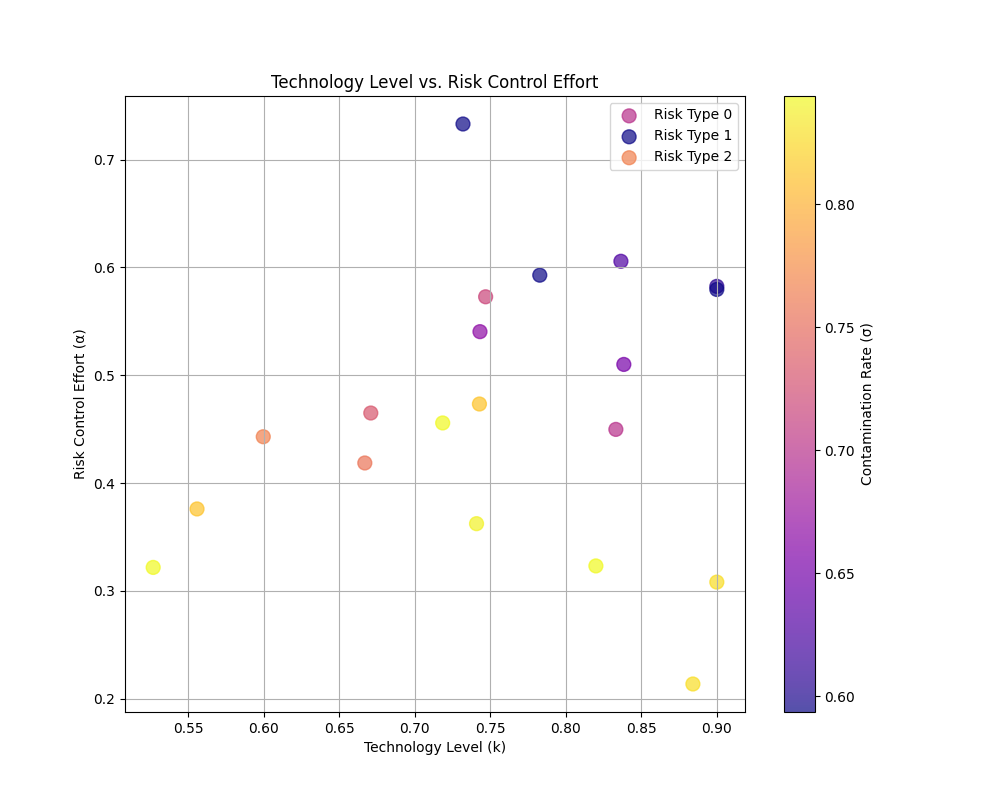 Technology Level vs. Risk Control Effort
Risk Type 0
Risk Type 1
Risk Type 2
Risk Control Effort (α)
0.7
0.6
0.5
0.4
0.3
0.2
0.55 0.60 0.65 0.70 0.75 0.80 0.85 0.90
Technology Level (k)
0.80
0.75
0.70
0.65
0.60
Contamination Rate (σ)